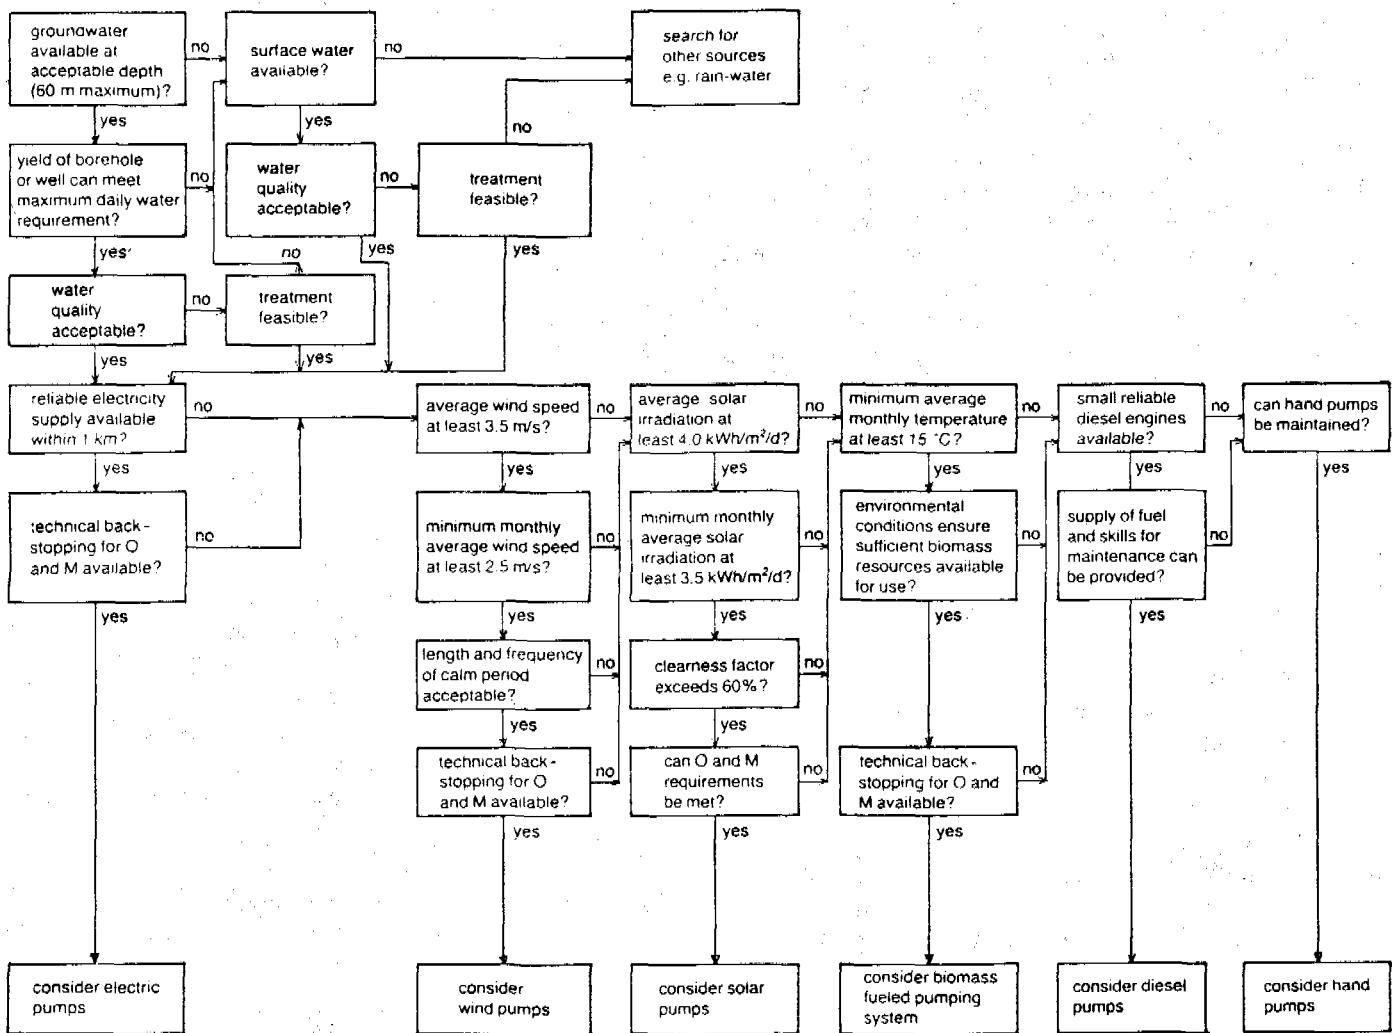 groundwater
available at
acceptable depth
(60 m maximum)?
no
surface water
available?
no
search for
other sources
e.g. rain-water
yes
yes
no
yield of borehole
or well can meet
maximum daily water
requirement?
no
water
quality
acceptable?
no
treatment
feasible?
yes
no
yes
yes
water
quality
acceptable?
no
treatment
feasible?
yes
yes
reliable electricity
supply available
within 1 km?
no
average wind speed
at least 3.5 m/s?
no
average solar
irradiation at
least 4.0 kWh/m²/d?
no
minimum average
monthly temperature
at least 15 °C?
no
small reliable
diesel engines
available?
no
can hand pumps
be maintained?
yes
yes
yes
yes
yes
yes
technical back-
stopping for O
and M available?
no
minimum monthly
average wind speed
at least 2.5 m/s?
no
minimum monthly
average solar
irradiation at
least 3.5 kWh/m²/d?
no
environmental
conditions ensure
sufficient biomass
resources available
for use?
no
supply of fuel
and skills for
maintenance can
be provided?
no
yes
yes
yes
yes
yes
length and frequency
of calm period
acceptable?
no
clearness factor
exceeds 60%?
no
yes
yes
technical back-
stopping for O
and M available?
no
can O and M
requirements
be met?
no
technical back-
stopping for O and
M available?
no
yes
yes
yes
consider electric
pumps
consider
wind pumps
consider solar
pumps
consider biomass
fueled pumping
system
consider diesel
pumps
consider hand
pumps